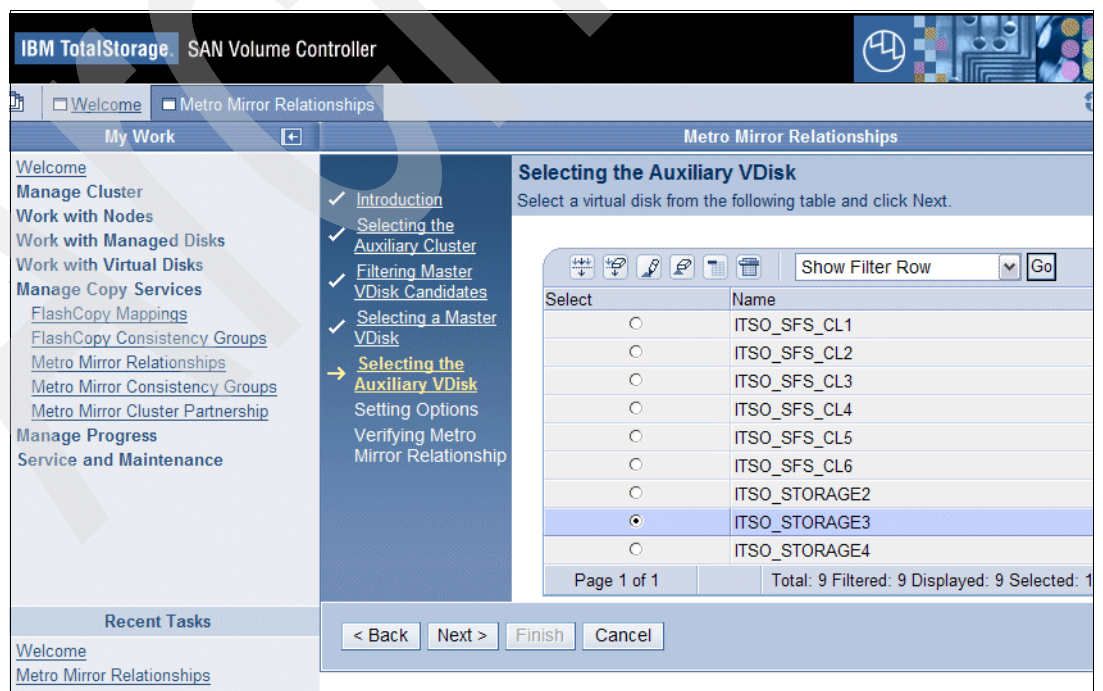 IBM TotalStorage. SAN Volume Controller
Welcome
Metro Mirror Relationships
My Work
Metro Mirror Relationships
Welcome
Manage Cluster
Work with Nodes
Work with Managed Disks
Work with Virtual Disks
Manage Copy Services
FlashCopy Mappings
FlashCopy Consistency Groups
Metro Mirror Relationships
Metro Mirror Consistency Groups
Metro Mirror Cluster Partnership
Manage Progress
Service and Maintenance
Recent Tasks
Welcome
Metro Mirror Relationships
Introduction
Selecting the
Auxiliary Cluster
Filtering Master
VDisk Candidates
Selecting a Master
VDisk
Selecting the
Auxiliary VDisk
Setting Options
Verifying Metro
Mirror Relationship
Selecting the Auxiliary VDisk
Select a virtual disk from the following table and click Next.
Show Filter Row Go
Select Name
ITSO_SFS_CL1
ITSO_SFS_CL2
ITSO_SFS_CL3
ITSO_SFS_CL4
ITSO_SFS_CL5
ITSO_SFS_CL6
ITSO_STORAGE2
ITSO_STORAGE3
ITSO_STORAGE4
Page 1 of 1 Total: 9 Filtered: 9 Displayed: 9 Selected: 1
< Back Next > Finish Cancel